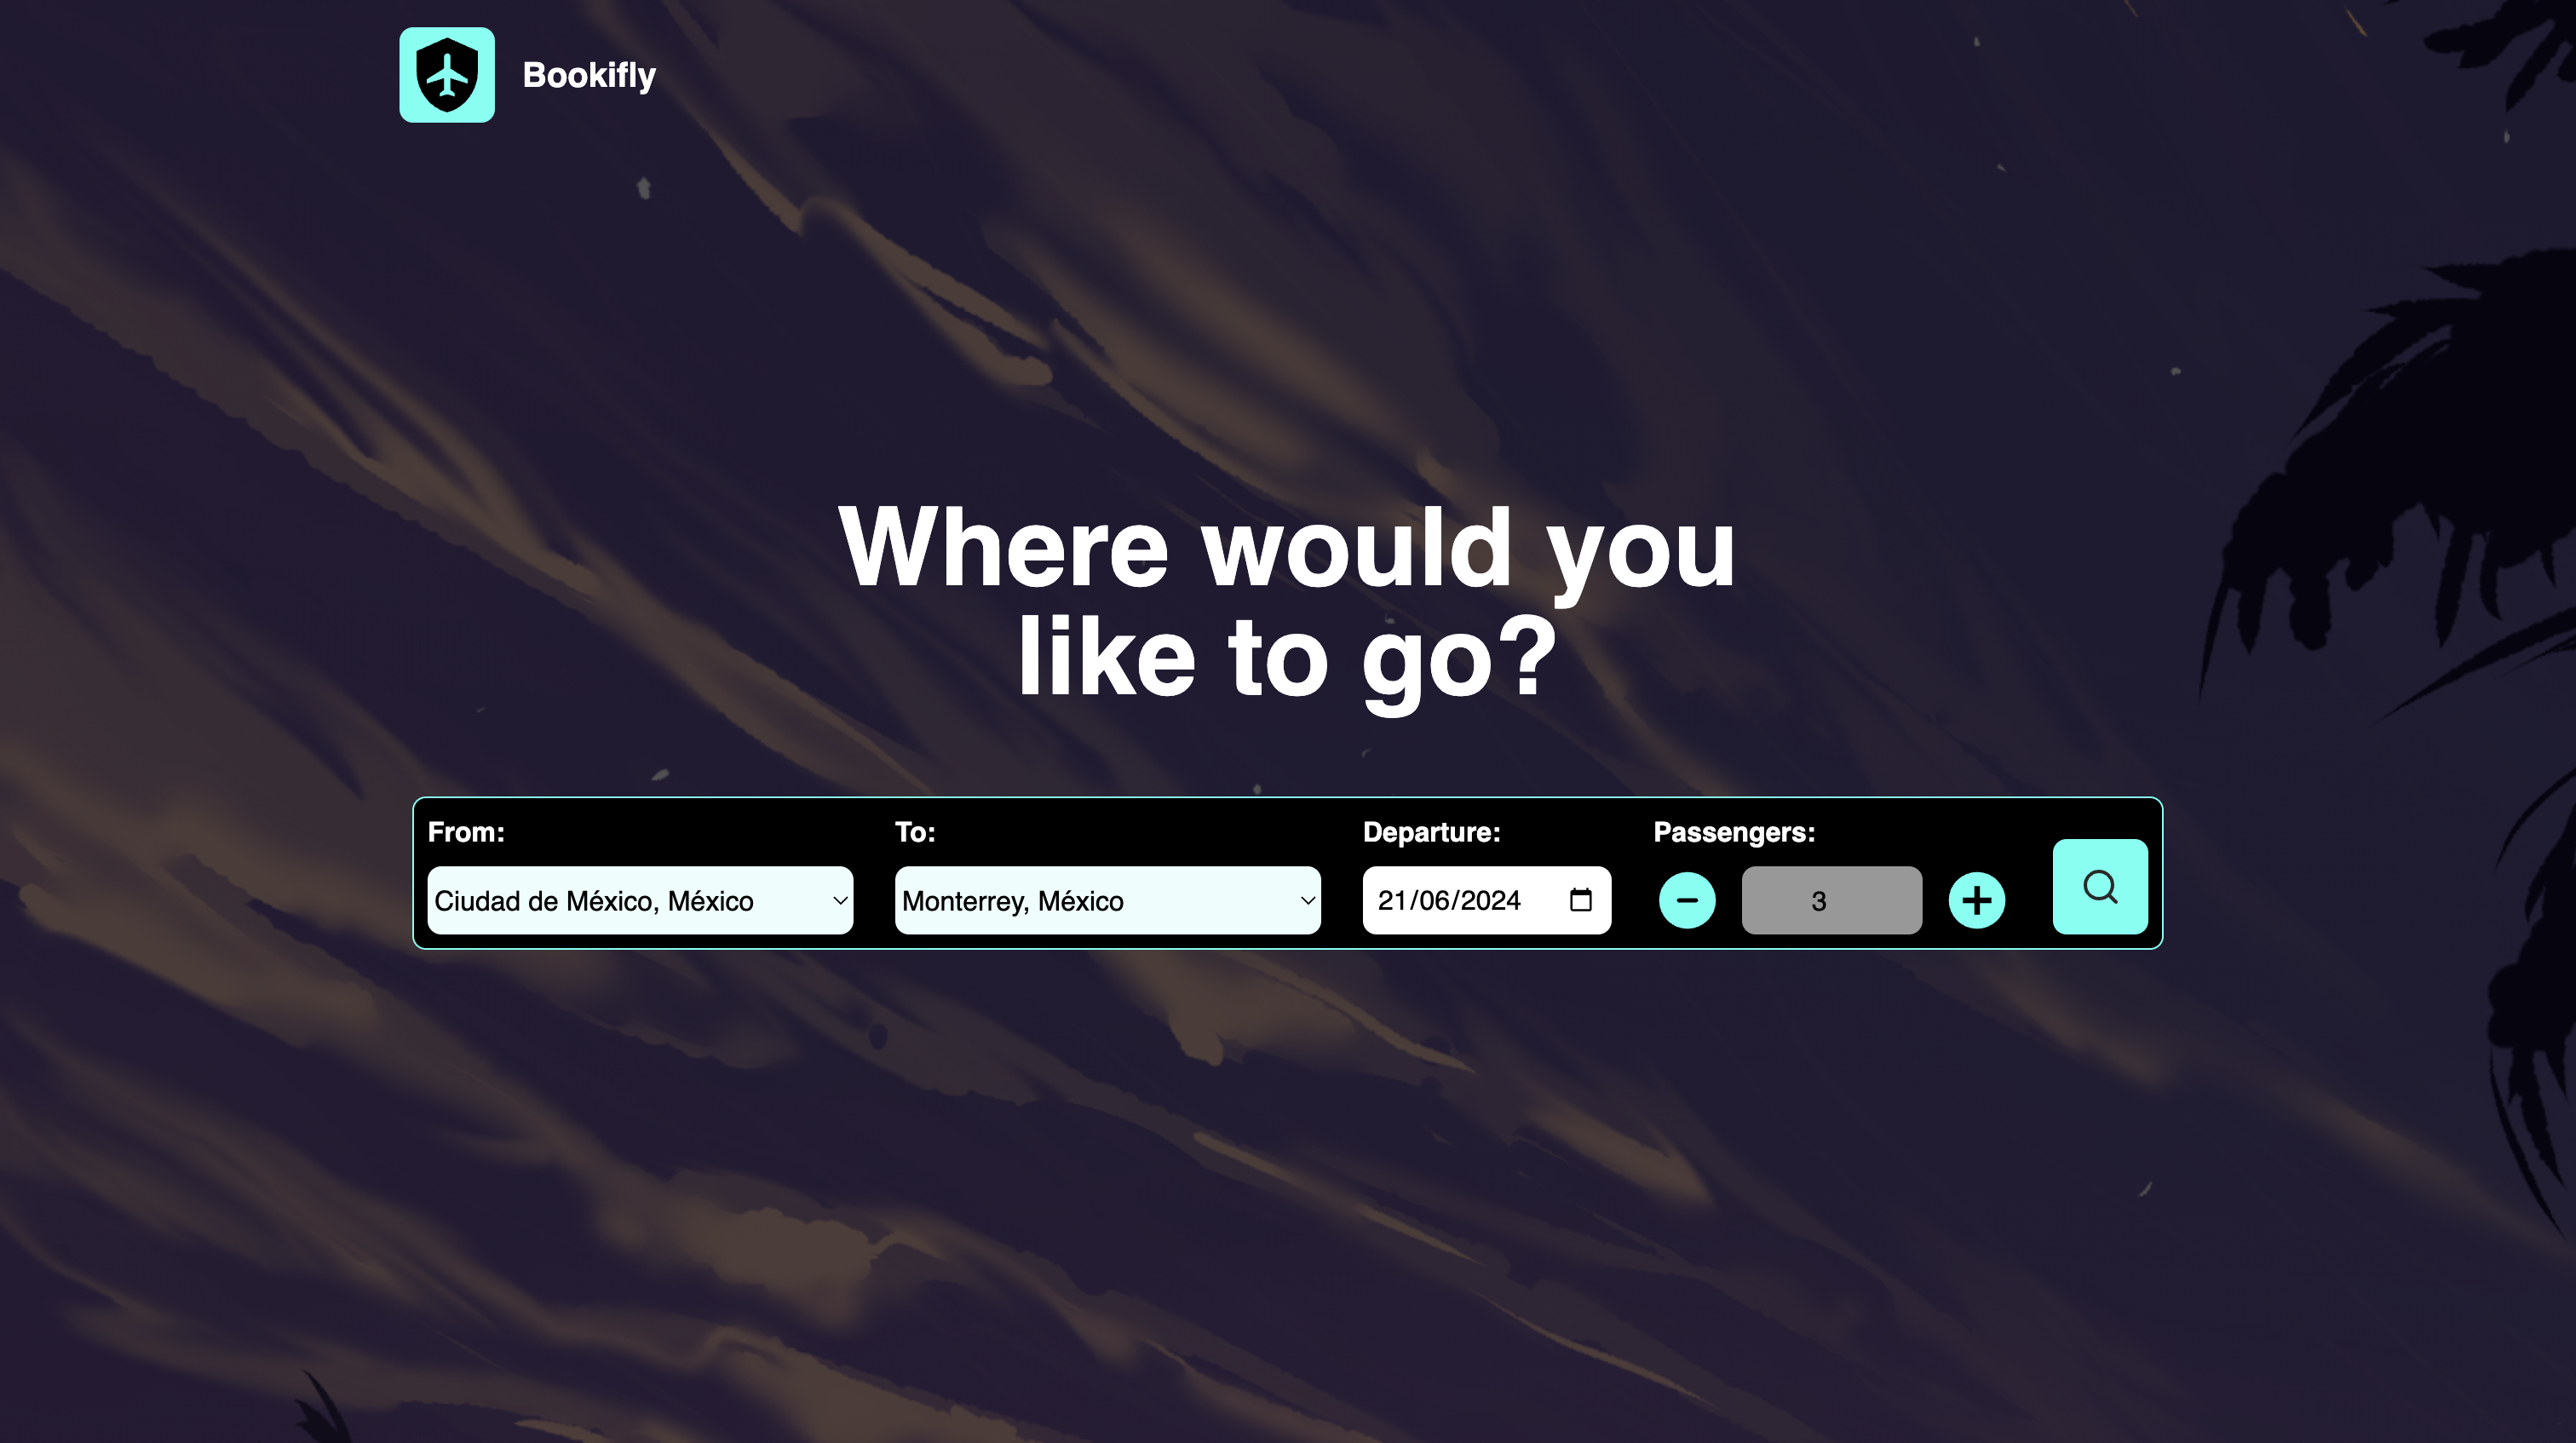 Bookifly
Where would you
like to go?
From:
To:
Departure:
Passengers:
Ciudad de México, México
Monterrey, México
21/06/2024
3